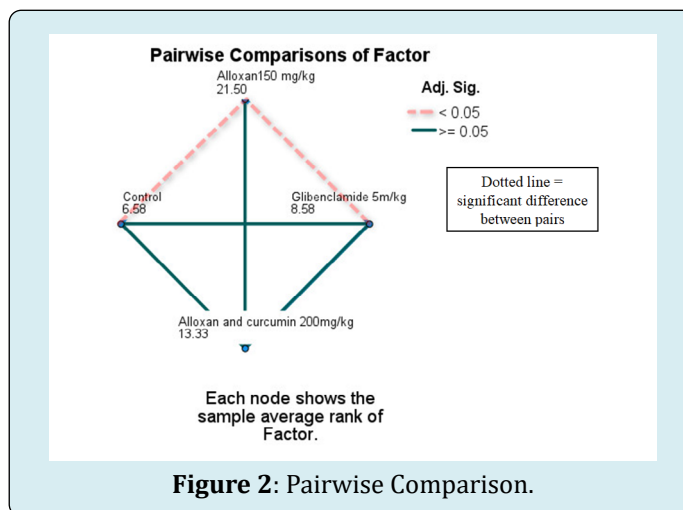 Pairwise Comparisons of Factor
Alloxan150 mg/kg
21.50
Adj. Sig.
< 0.05
>= 0.05
Dotted line =
significant difference
between pairs
Control
6.58
Glibenclamide 5m/kg
8.58
Alloxan and curcumin 200mg/kg
13.33
Each node shows the
sample average rank of
Factor.
Figure 2: Pairwise Comparison.